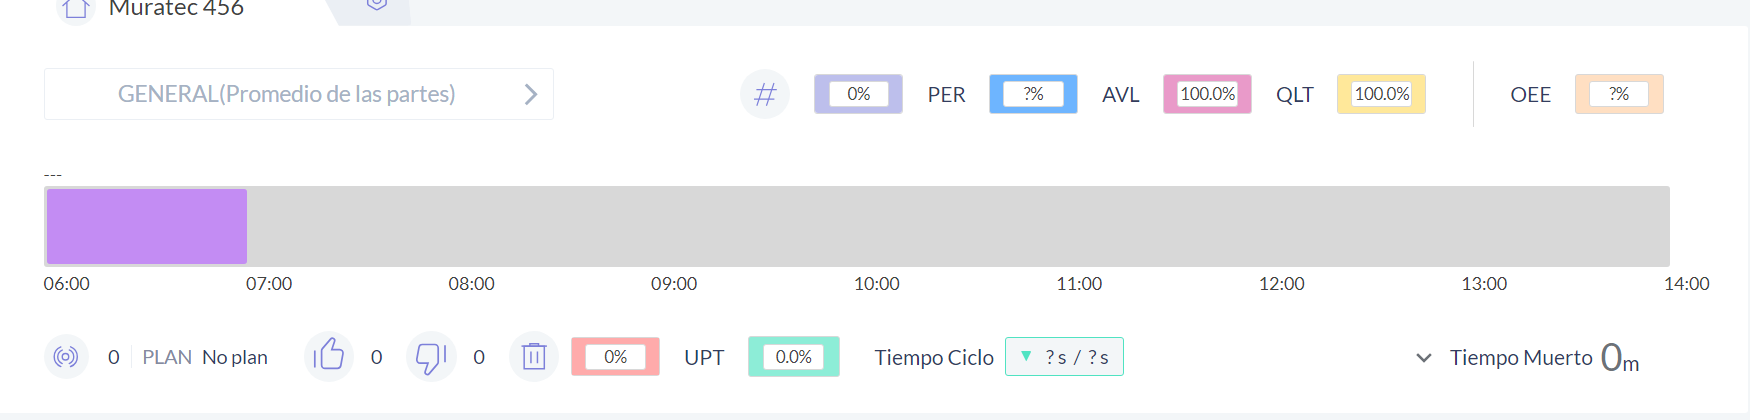 Muratec 456
GENERAL(Promedio de las partes)
# 0% PER ?% AVL 100.0% QLT 100.0% OEE ?%
---
06:00 07:00 08:00 09:00 10:00 11:00 12:00 13:00 14:00
0 PLAN No plan 0 0 0% UPT 0.0% Tiempo Ciclo ?s / ?s Tiempo Muerto 0m